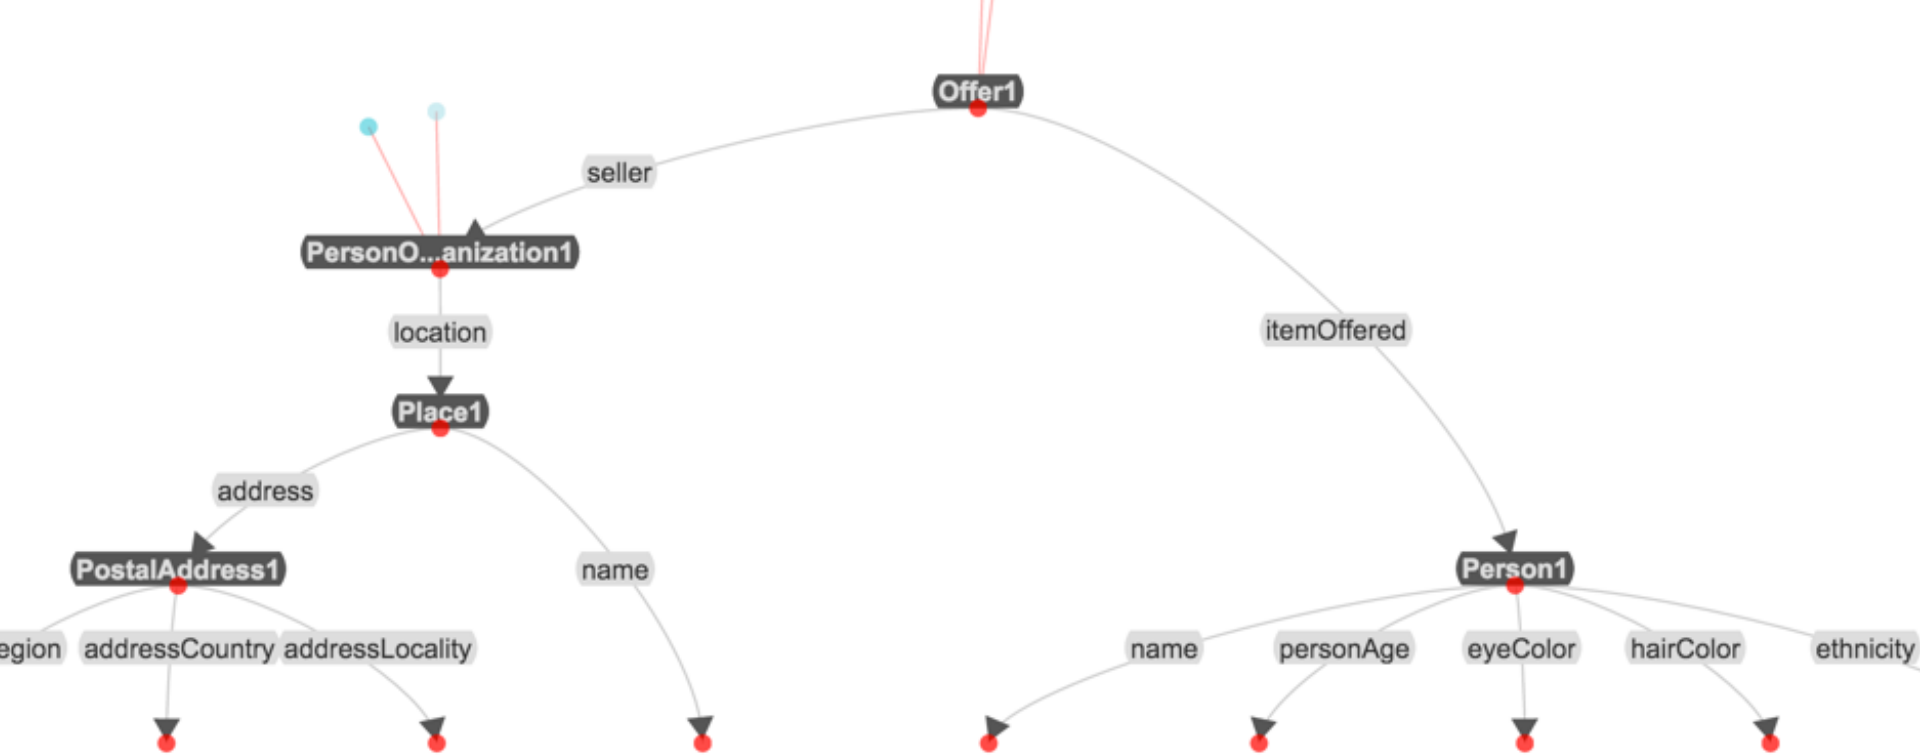 Offer1
seller
PersonO...anization1
location
itemOffered
Place1
address
PostalAddress1
name
Person1
egion
addressCountry
addressLocality
name
personAge
eyeColor
hairColor
ethnicity